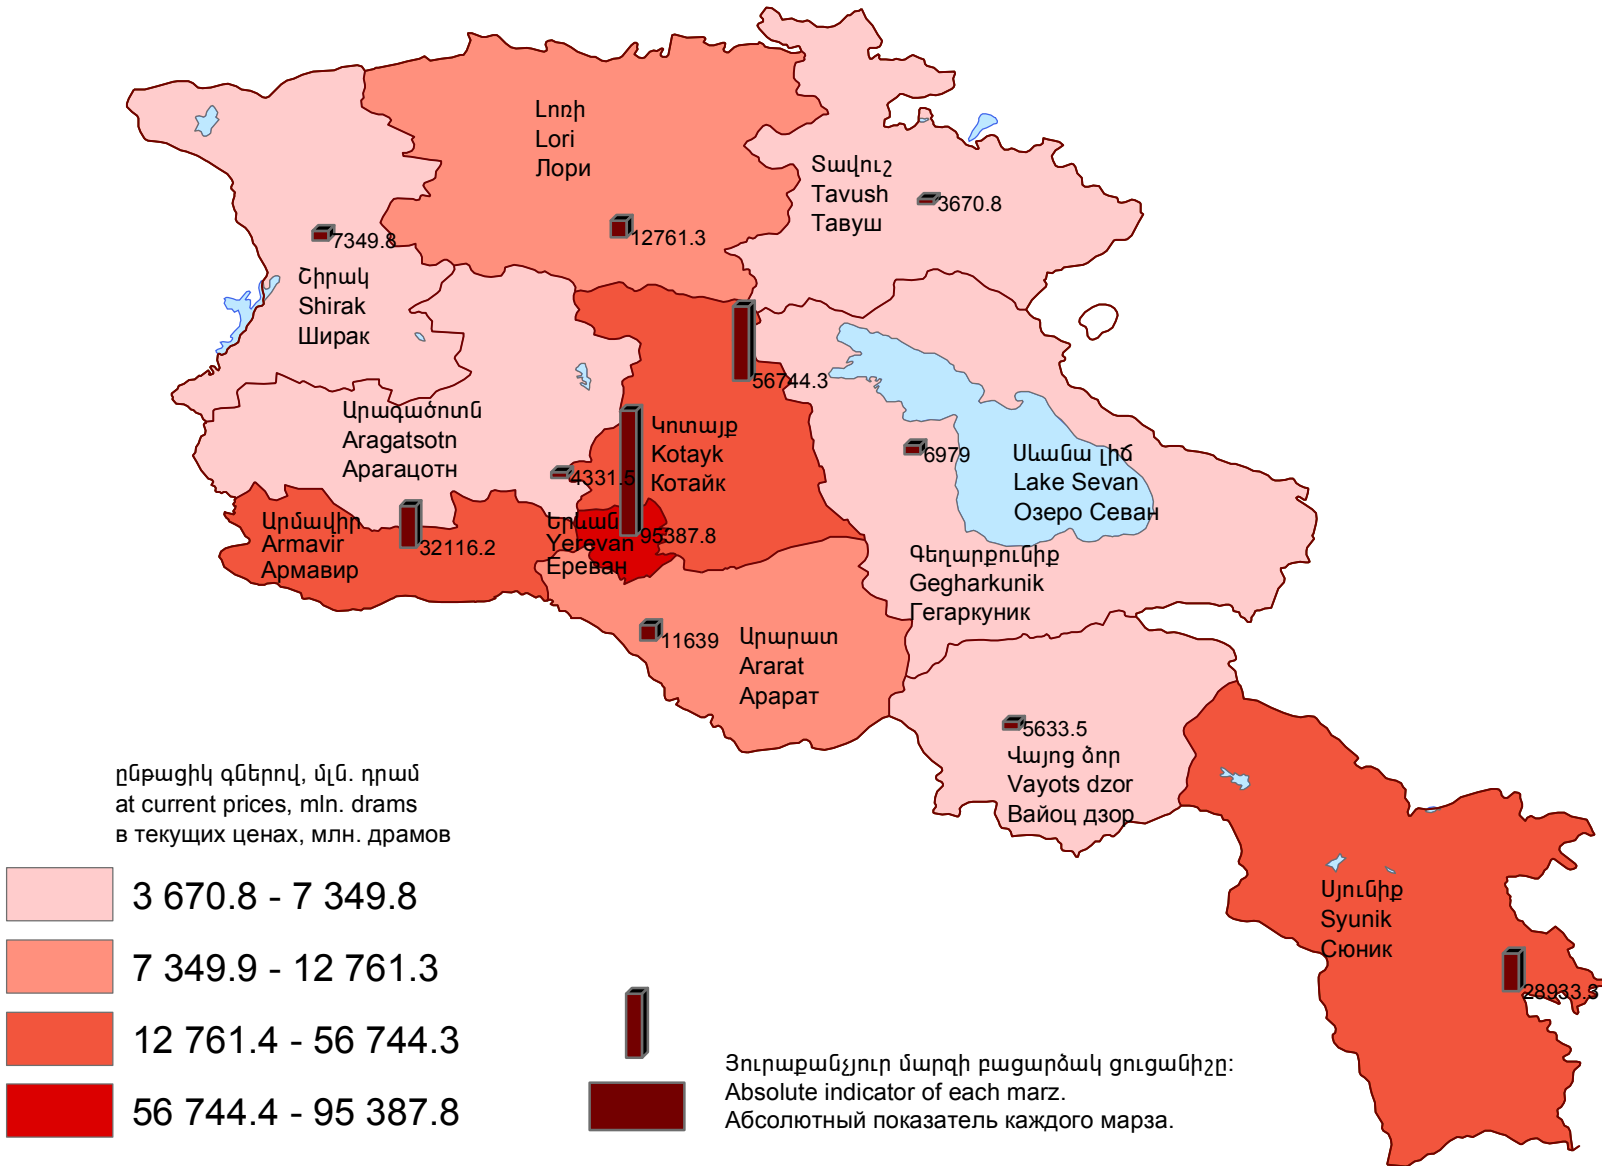 Լոռի
Lori
Лори
Տավուշ
Tavush
Тавуш
3670.8
7349.8
12761.3
Շիրակ
Shirak
Ширак
56744.3
Արագածոտն
Aragatsotn
Арагацотн
4331.5
Կոտայք
Kotayk
Котайк
6979
Սևանա լիճ
Lake Sevan
Озеро Севан
Արմավիր
Armavir
Армавир
32116.2
Երևան
Yerevan
Ереван
95387.8
Գեղարքունիք
Gegharkunik
Гегаркуник
11639
Արարատ
Ararat
Арарат
5633.5
Վայոց ձոր
Vayots dzor
Вайоц дзор
Սյունիք
Syunik
Сюник
28933.3
ընթացիկ գներով, մլն. դրամ
at current prices, mln. drams
в текущих ценах, млн. драмов
3 670.8 - 7 349.8
7 349.9 - 12 761.3
12 761.4 - 56 744.3
56 744.4 - 95 387.8
Յուրաքանչյուր մարզի բացարձակ ցուցանիշը:
Absolute indicator of each marz.
Абсолютный показатель каждого марза.